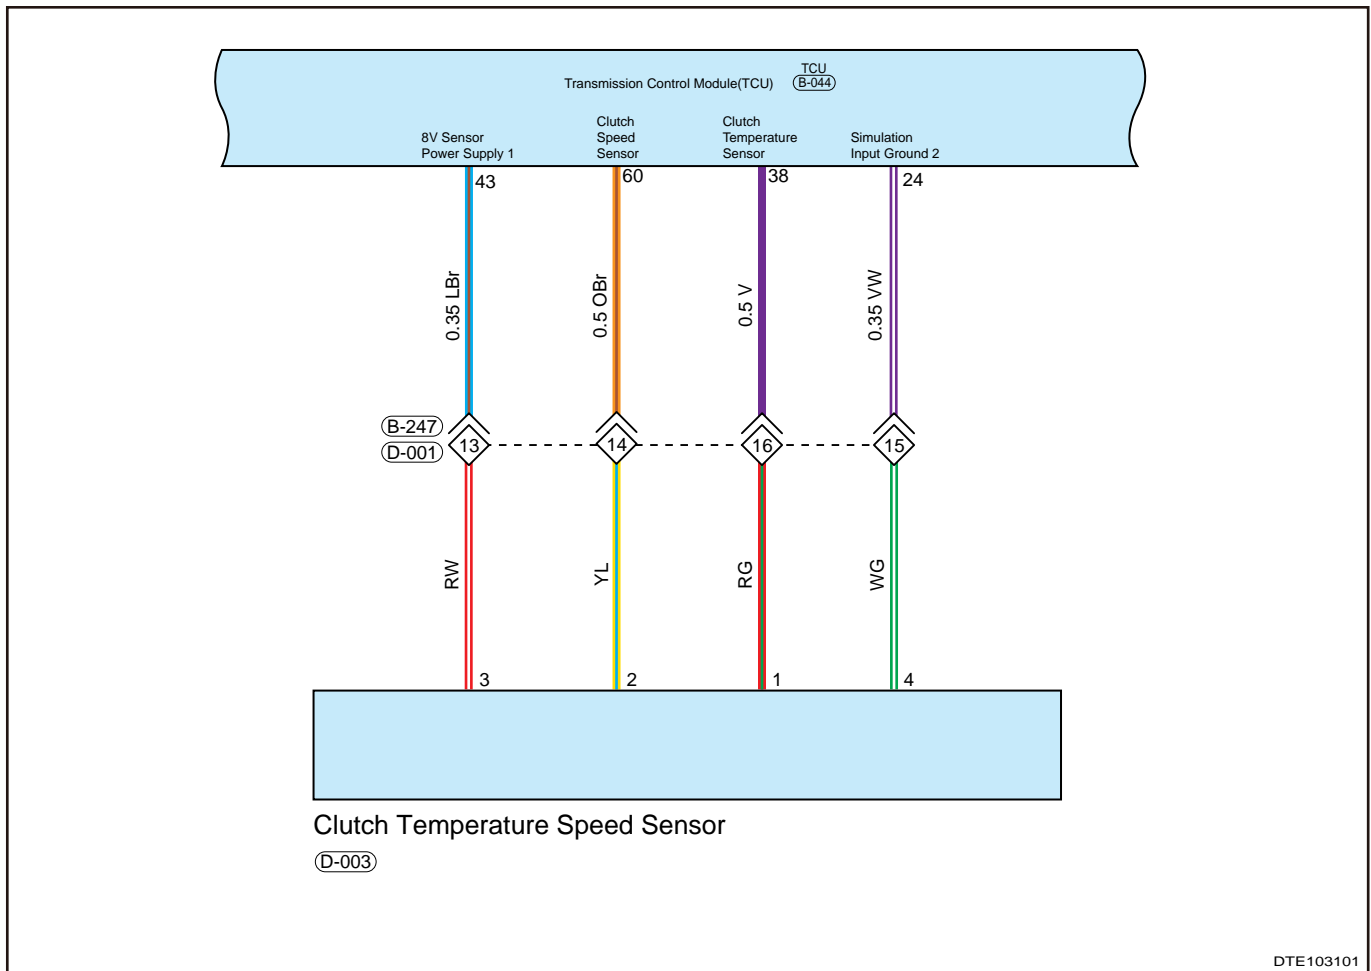 TCU
Transmission Control Module(TCU) B-044
8V Sensor
Power Supply 1
Clutch
Speed
Sensor
Clutch
Temperature
Sensor
Simulation
Input Ground 2
43
60
38
24
0.35 LBr
0.5 OBr
0.5 V
0.35 VW
B-247
D-001
13
14
16
15
RW
YL
RG
WG
3
2
1
4
Clutch Temperature Speed Sensor
D-003
DTE103101